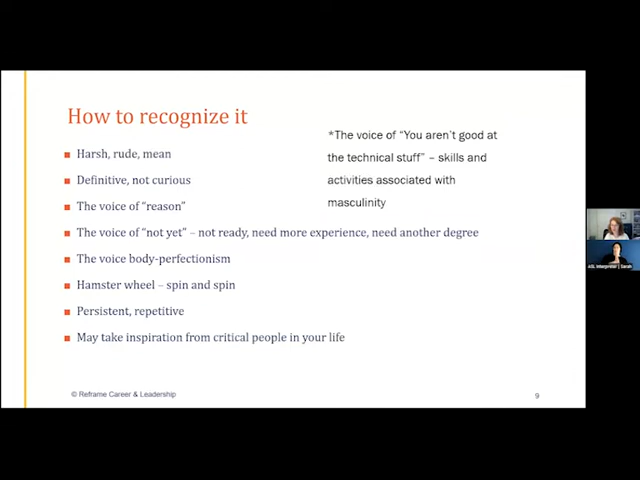 How to recognize it
*The voice of “You aren’t good at
the technical stuff” – skills and
activities associated with
masculinity
Harsh, rude, mean
Definitive, not curious
The voice of “reason”
The voice of “not yet” – not ready, need more experience, need another degree
The voice body-perfectionism
Hamster wheel – spin and spin
Persistent, repetitive
May take inspiration from critical people in your life
© Reframe Career & Leadership
9
ASL Interpreter | Sarah